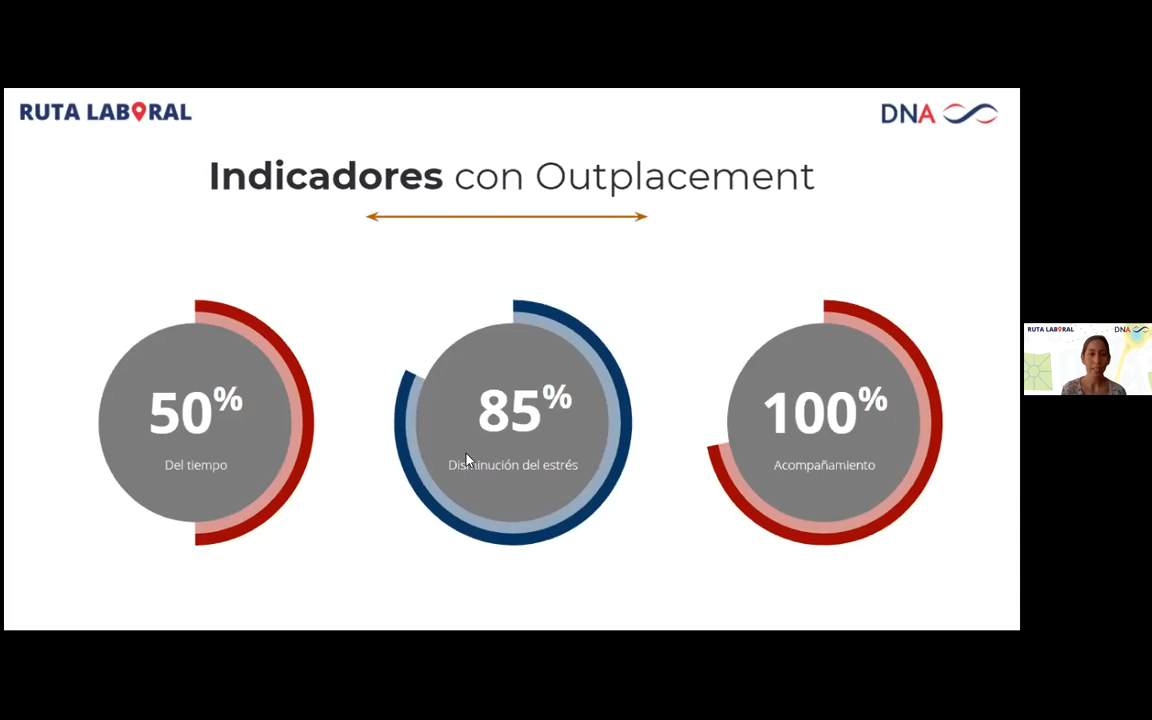 RUTA LABORAL
DNA
Indicadores con Outplacement
50%
Del tiempo
85%
Disminución del estrés
100%
Acompañamiento
RUTA LABORAL
DNA